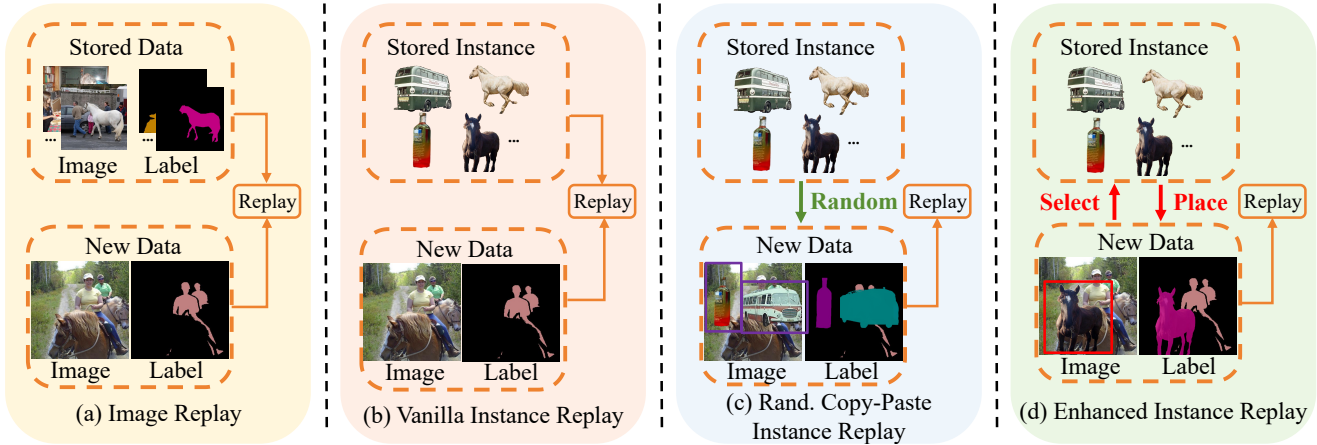 Stored Data
... ...
Image Label
Replay
New Data
Image Label
(a) Image Replay
Stored Instance
...
Replay
New Data
Image Label
(b) Vanilla Instance Replay
Stored Instance
...
Random
Replay
New Data
Image Label
(c) Rand. Copy-Paste
Instance Replay
Stored Instance
...
Select Place
Replay
New Data
Image Label
(d) Enhanced Instance Replay